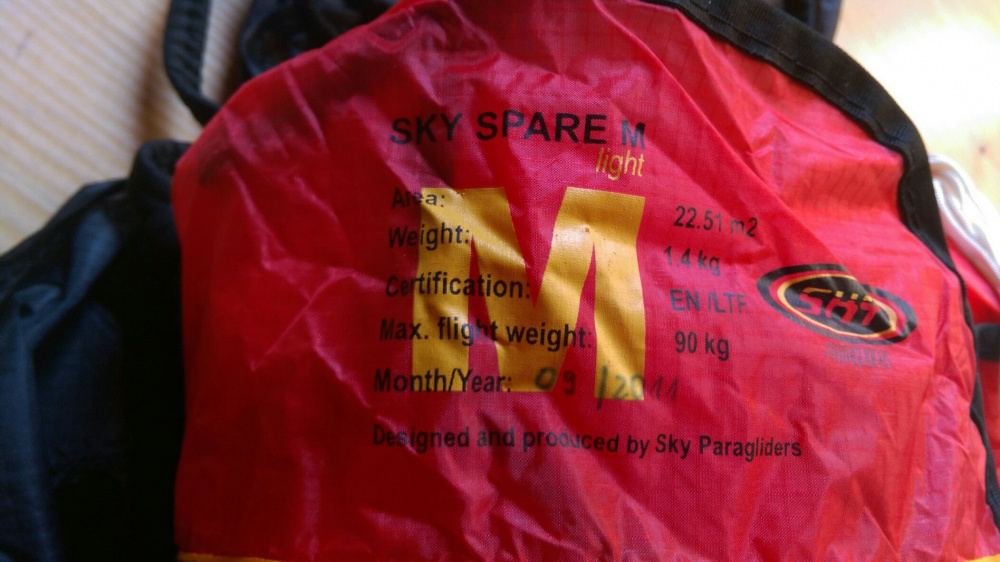 SKY SPARE M
light
M
Area: 22.51 m2
Weight: 1.4 kg
Certification: EN /LTF
Max. flight weight: 90 kg
Month/Year: 09 /2011
Designed and produced by Sky Paragliders
SKY